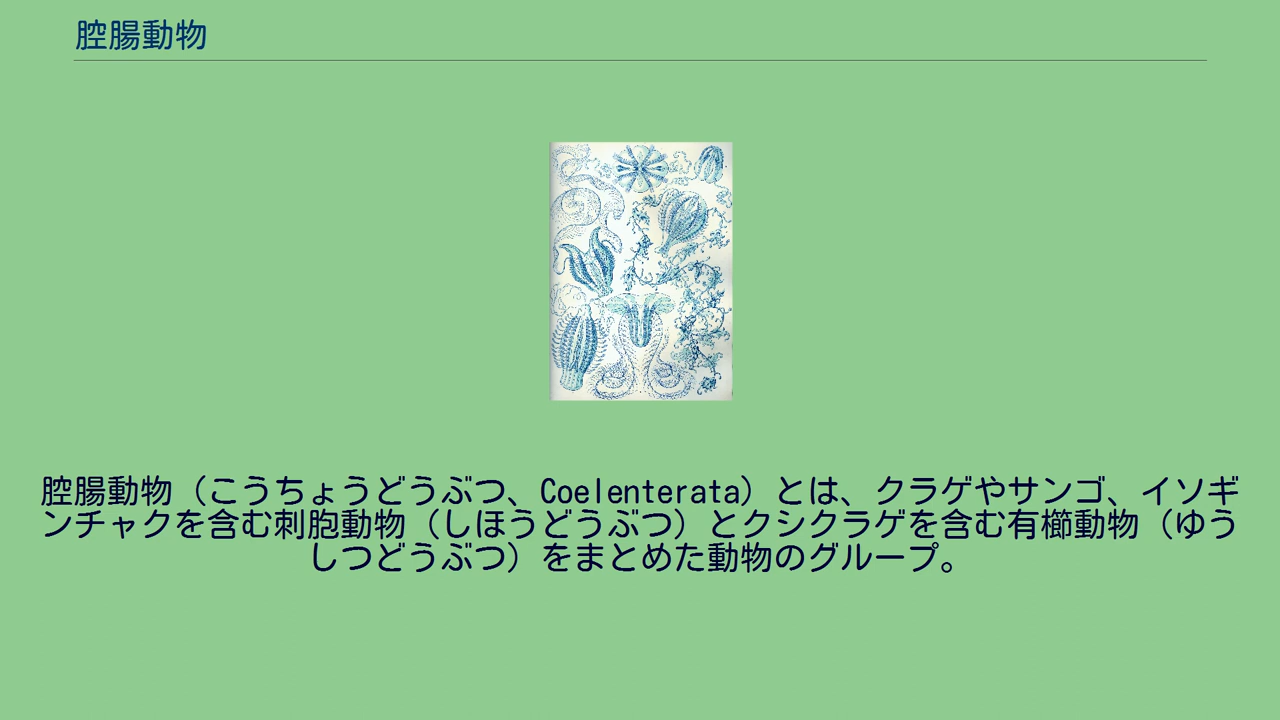 腔腸動物
腔腸動物（こうちょうどうぶつ、Coelenterata）とは、クラゲやサンゴ、イソギ
ンチャクを含む刺胞動物（しほうどうぶつ）とクシクラゲを含む有櫛動物（ゆう
しつどうぶつ）をまとめた動物のグループ。